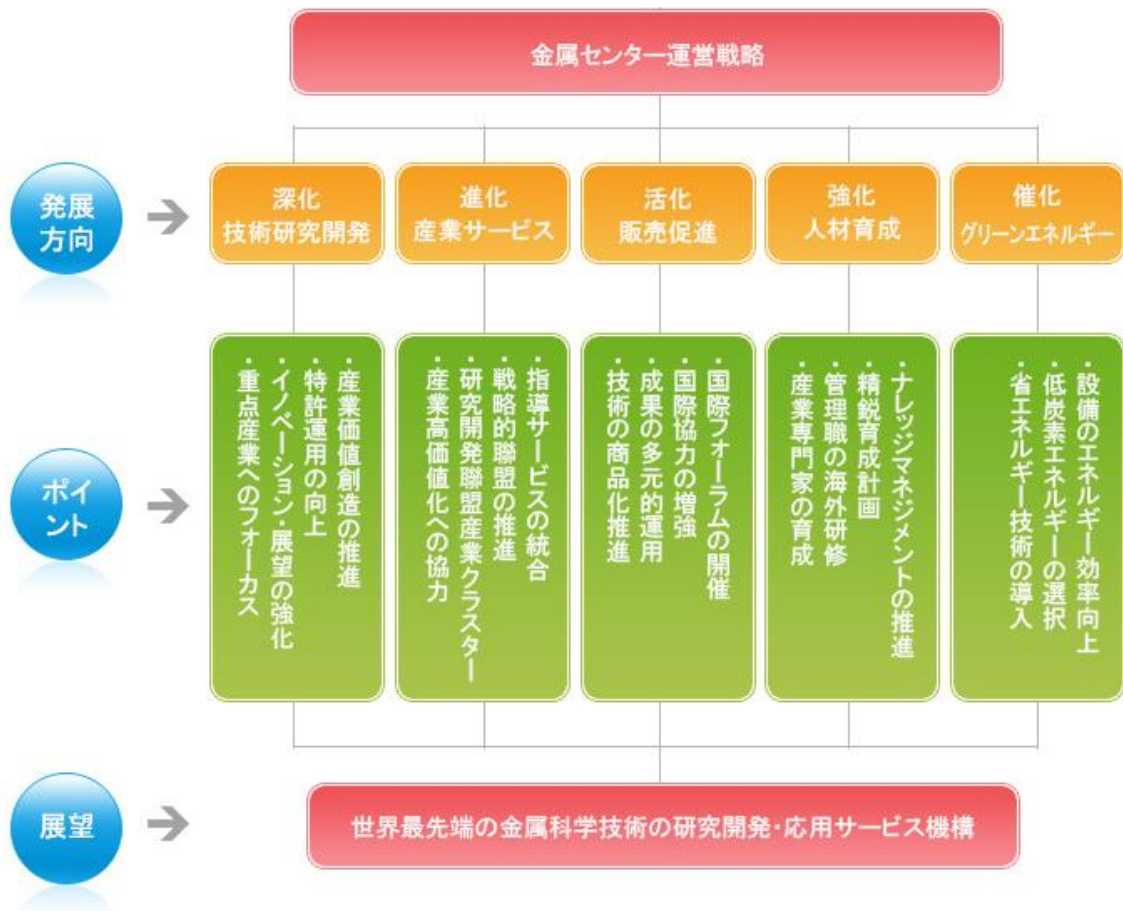 金属センター運営戦略
発展
方向
深化
技術研究開発
進化
産業サービス
活化
販売促進
強化
人材育成
催化
グリーンエネルギー
ポイ
ント
・産業価値創造の推進
・特許運用の向上
・イノベーション・展望の強化
・重点産業へのフォーカス
・指導サービスの統合
・戦略的聯盟の推進
・研究開発聯盟産業クラスター
・産業高価値化への協力
・国際フォーラムの開催
・国際協力の増強
・成果の多元的運用
・技術の商品化推進
・ナレッジマネジメントの推進
・精鋭育成計画
・管理職の海外研修
・産業専門家の育成
・設備のエネルギー効率向上
・低炭素エネルギーの選択
・省エネルギー技術の導入
展望
世界最先端の金属科学技術の研究開発・応用サービス機構